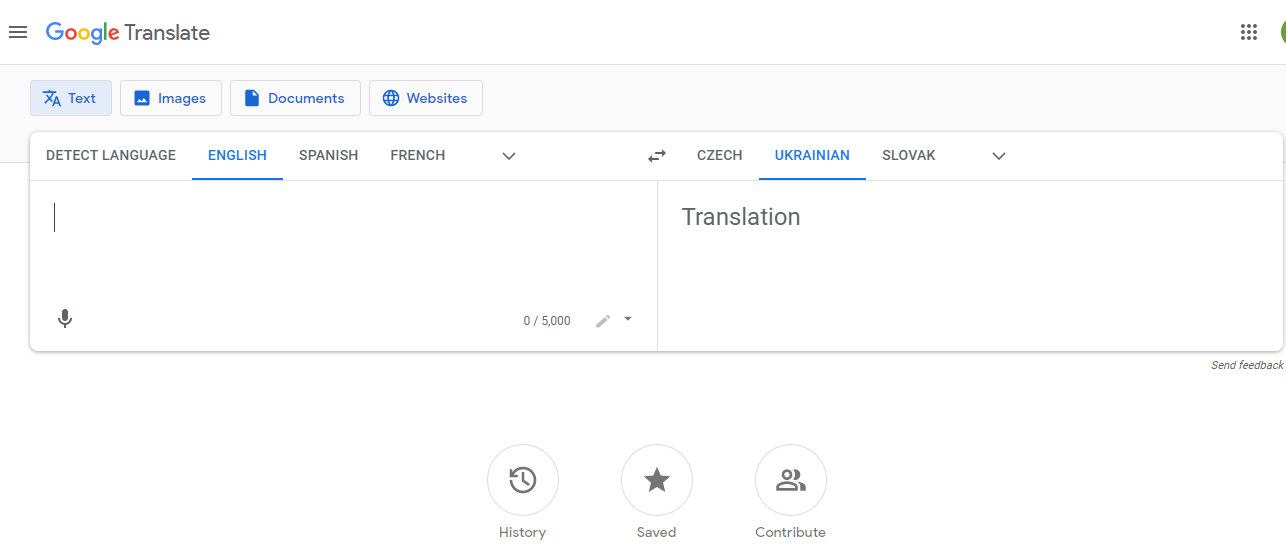 Google Translate
Text Images Documents Websites
DETECT LANGUAGE ENGLISH SPANISH FRENCH CZECH UKRAINIAN SLOVAK
Translation
0 / 5,000
Send feedback
History Saved Contribute